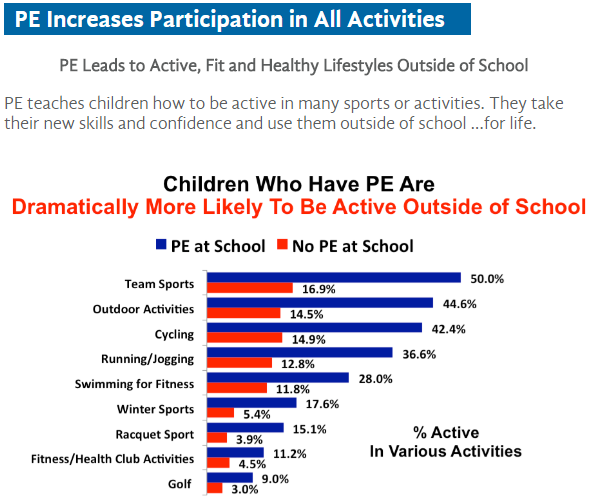 PE Increases Participation in All Activities
PE Leads to Active, Fit and Healthy Lifestyles Outside of School
PE teaches children how to be active in many sports or activities. They take
their new skills and confidence and use them outside of school ...for life.
Children Who Have PE Are
Dramatically More Likely To Be Active Outside of School
PE at School No PE at School
Team Sports 50.0%
16.9%
Outdoor Activities 44.6%
14.5%
Cycling 42.4%
14.9%
Running/Jogging 36.6%
12.8%
Swimming for Fitness 28.0%
11.8%
Winter Sports 17.6%
5.4%
Racquet Sport 15.1%
3.9%
Fitness/Health Club Activities 11.2%
4.5%
Golf 9.0%
3.0%
% Active
In Various Activities